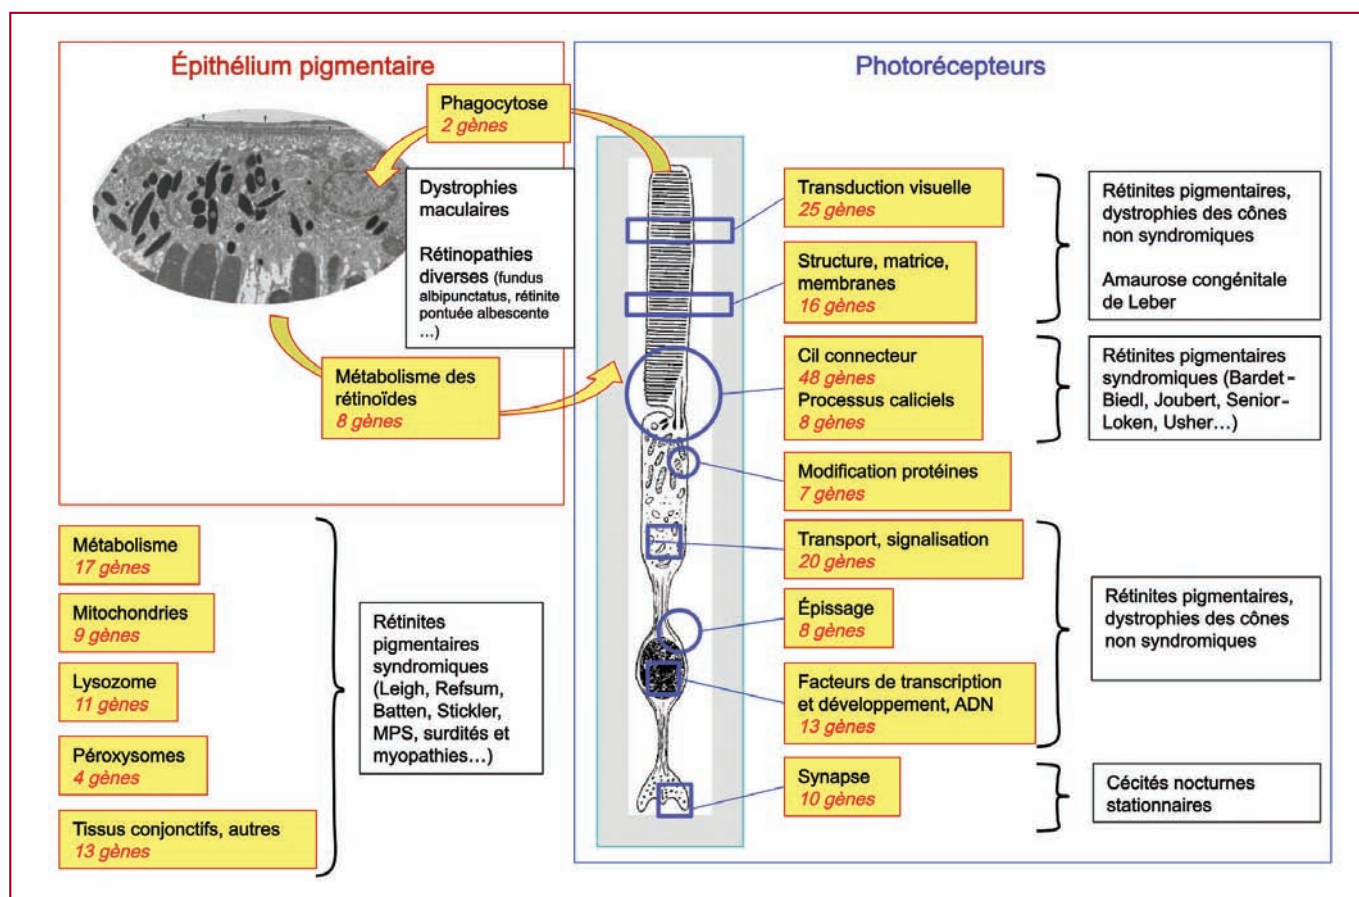 Épithélium pigmentaire
Phagocytose
2 gènes
Dystrophies
maculaires
Rétinopathies
diverses (fundus
albipunctatus, rétinite
pontuée albescente
…)
Métabolisme des
rétinoïdes
8 gènes
Photorécepteurs
Transduction visuelle
25 gènes
Structure, matrice,
membranes
16 gènes
Rétinites pigmentaires,
dystrophies des cônes
non syndromiques
Amaurose congénitale
de Leber
Cil connecteur
48 gènes
Processus caliciels
8 gènes
Rétinites pigmentaires
syndromiques (Bardet-
Biedl, Joubert, Senior-
Loken, Usher…)
Modification protéines
7 gènes
Transport, signalisation
20 gènes
Épissage
8 gènes
Facteurs de transcription
et développement, ADN
13 gènes
Rétinites pigmentaires,
dystrophies des cônes
non syndromiques
Synapse
10 gènes
Cécités nocturnes
stationnaires
Métabolisme
17 gènes
Mitochondries
9 gènes
Lysozome
11 gènes
Péroxysomes
4 gènes
Tissus conjonctifs, autres
13 gènes
Rétinites
pigmentaires
syndromiques
(Leigh, Refsum,
Batten, Stickler,
MPS, surdités et
myopathies…)